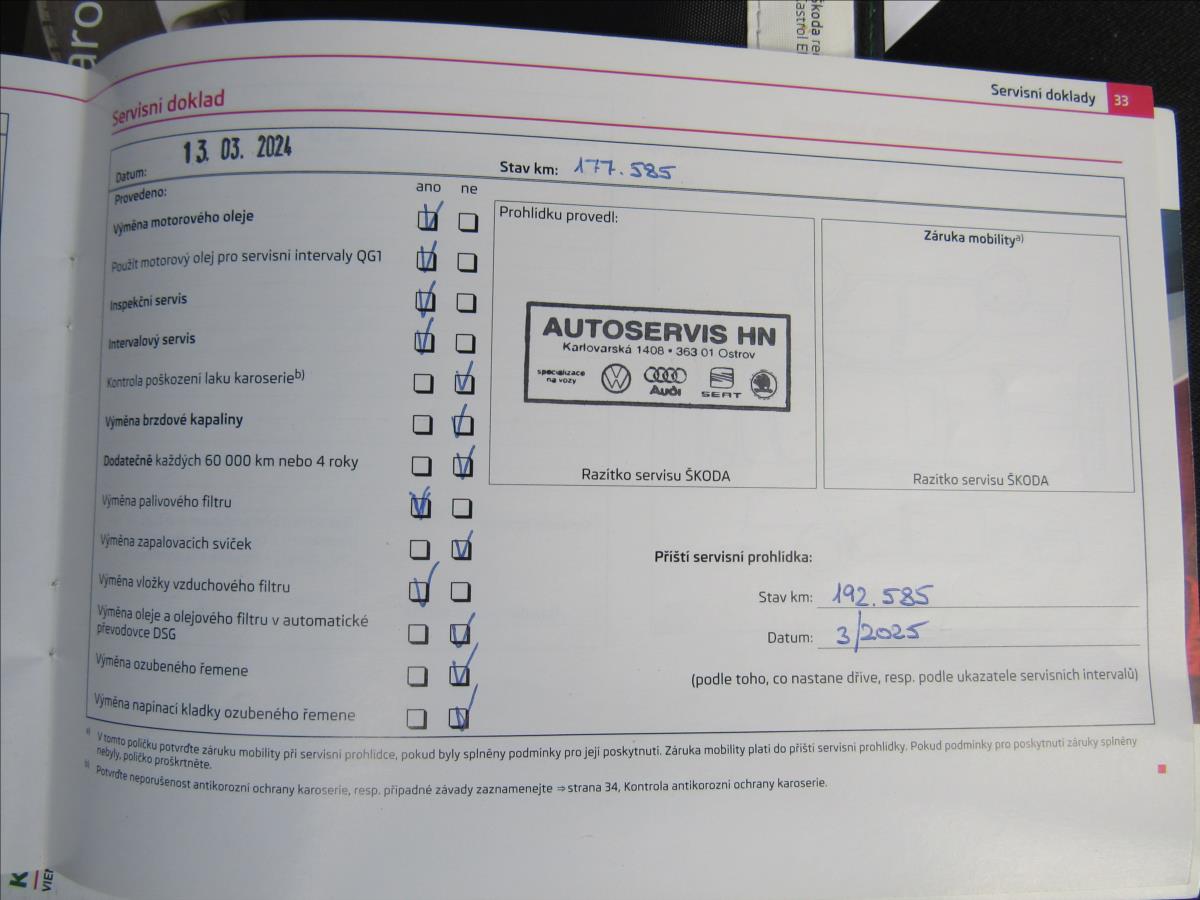 aro
Škoda
Castrol
Servisní doklady 33
Servisní doklad
Datum: 13. 03. 2024
Stav km: 177.585
Provedeno:
ano ne
Výměna motorového oleje
Použit motorový olej pro servisní intervaly QG1
Inspekční servis
Intervalový servis
Kontrola poškození laku karoserie b)
Výměna brzdové kapaliny
Dodatečně každých 60 000 km nebo 4 roky
Výměna palivového filtru
Výměna zapalovacích svíček
Výměna vložky vzduchového filtru
Výměna oleje a olejového filtru v automatické
převodovce DSG
Výměna ozubeného řemene
Výměna napínací kladky ozubeného řemene
Prohlídku provedl:
AUTOSERVIS HN
Karlovarská 1408 • 363 01 Ostrov
specializace
na vozy
Audi
SEAT
Razítko servisu ŠKODA
Záruka mobility a)
Razítko servisu ŠKODA
Příští servisní prohlídka:
Stav km: 192.585
Datum: 3/2025
(podle toho, co nastane dříve, resp. podle ukazatele servisních intervalů)
a) V tomto políčku potvrďte záruku mobility při servisní prohlídce, pokud byly splněny podmínky pro její poskytnutí. Záruka mobility platí do příští servisní prohlídky. Pokud podmínky pro poskytnutí záruky splněny
nebyly, políčko proškrtněte.
b) Potvrďte neporušenost antikorozní ochrany karoserie, resp. případné závady zaznamenejte ⇒ strana 34, Kontrola antikorozní ochrany karoserie.
K
VIEN